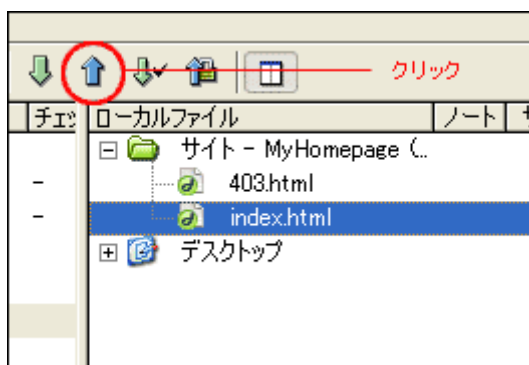 クリック
チェッ ローカルファイル ノート
サイト - MyHomepage (..
403.html
index.html
デスクトップ